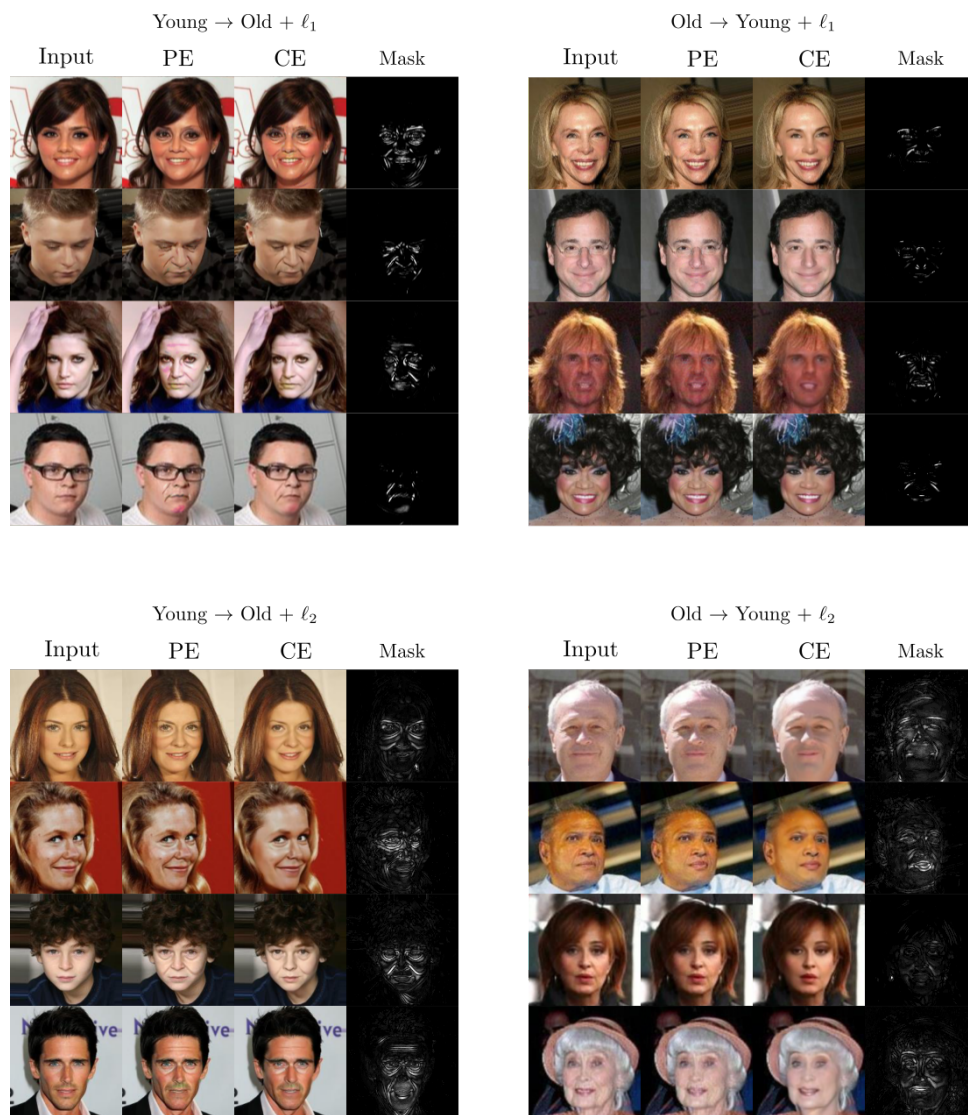 Young → Old + ℓ₁
Input PE CE Mask
Old → Young + ℓ₁
Input PE CE Mask
Young → Old + ℓ₂
Input PE CE Mask
Old → Young + ℓ₂
Input PE CE Mask